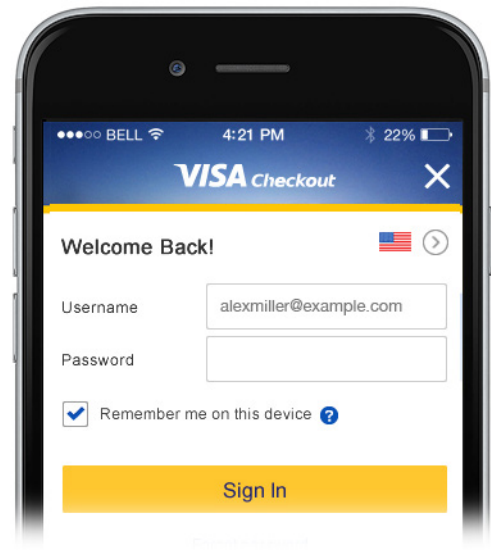 BELL 4:21 PM 22%
VISA Checkout
Welcome Back!
Username alexmiller@example.com
Password
Remember me on this device ?
Sign In